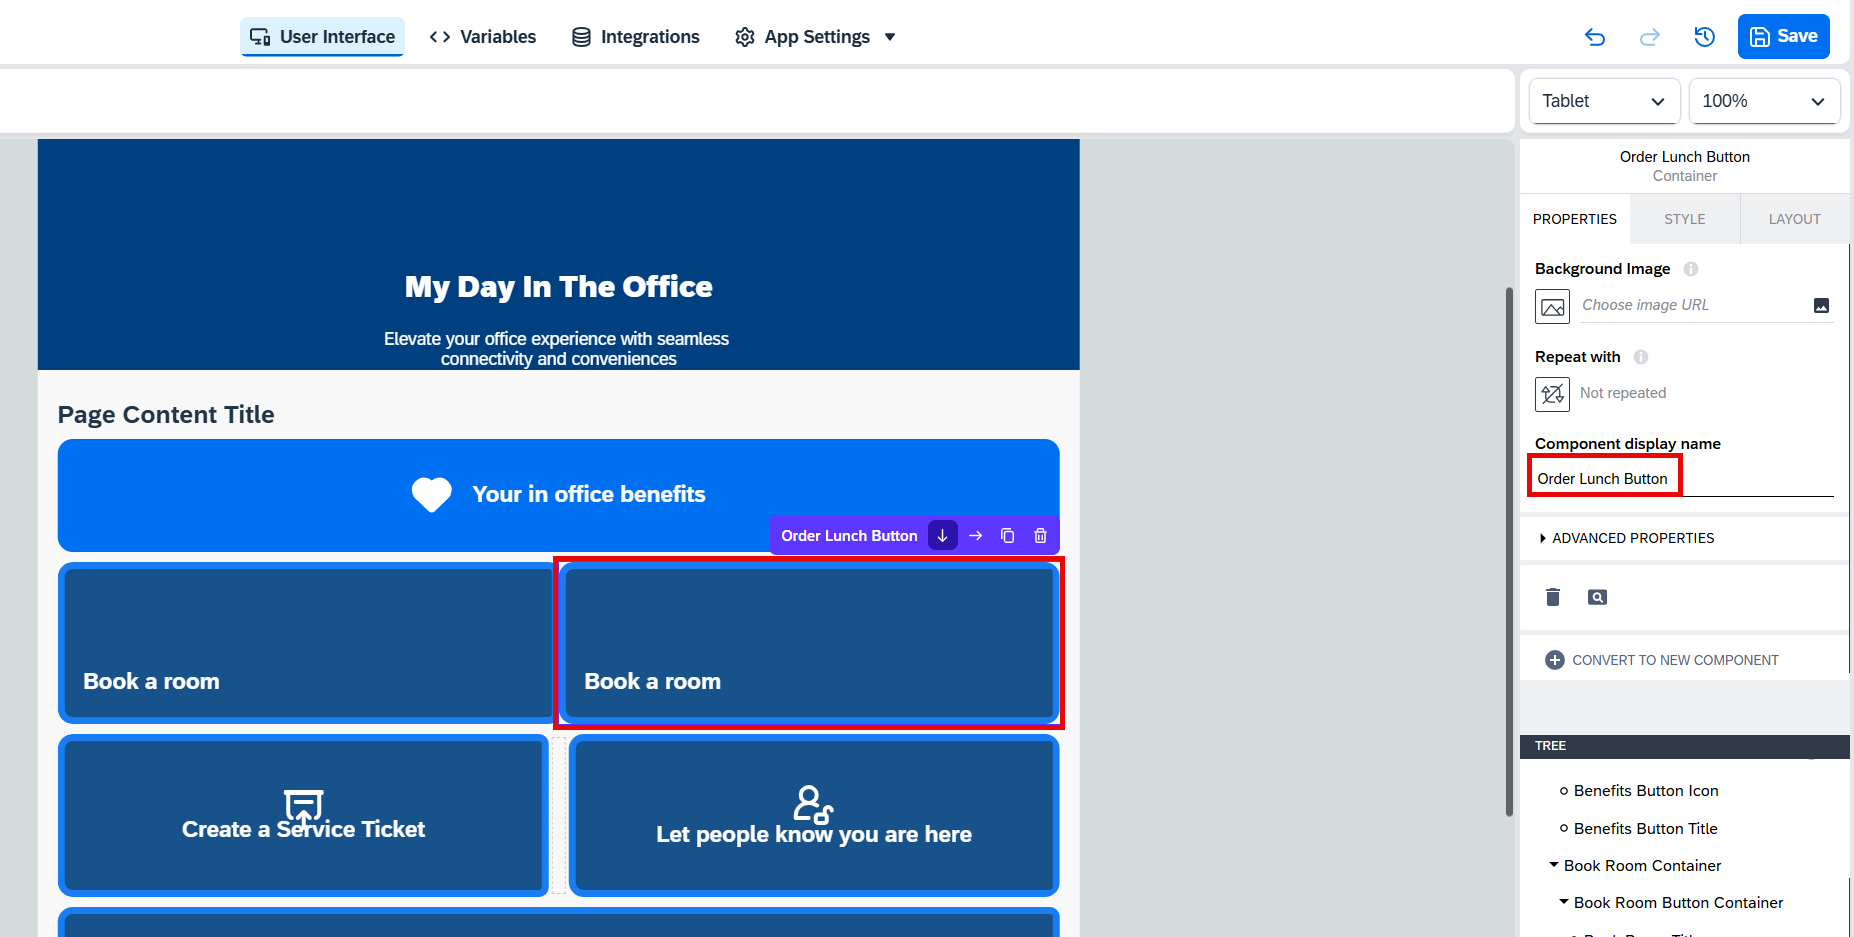 User Interface
Variables
Integrations
App Settings
Save
Tablet
100%
My Day In The Office
Elevate your office experience with seamless
connectivity and conveniences
Page Content Title
Your in office benefits
Order Lunch Button
Book a room
Book a room
Create a Service Ticket
Let people know you are here
Order Lunch Button
Container
PROPERTIES
STYLE
LAYOUT
Background Image
Choose image URL
Repeat with
Not repeated
Component display name
Order Lunch Button
ADVANCED PROPERTIES
CONVERT TO NEW COMPONENT
TREE
Benefits Button Icon
Benefits Button Title
Book Room Container
Book Room Button Container